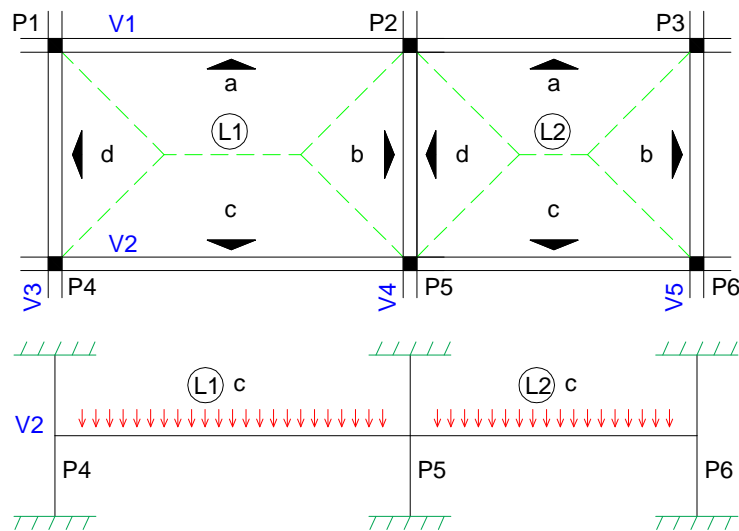 P1 V1 P2 P3
a a
L1 L2
d b d b
c c
V2
V3 P4 V4 P5 V5 P6
L1 c L2 c
V2
P4 P5 P6